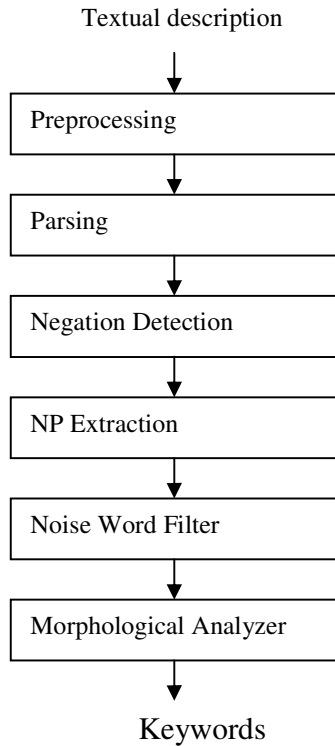 Textual description
Preprocessing
Parsing
Negation Detection
NP Extraction
Noise Word Filter
Morphological Analyzer
Keywords